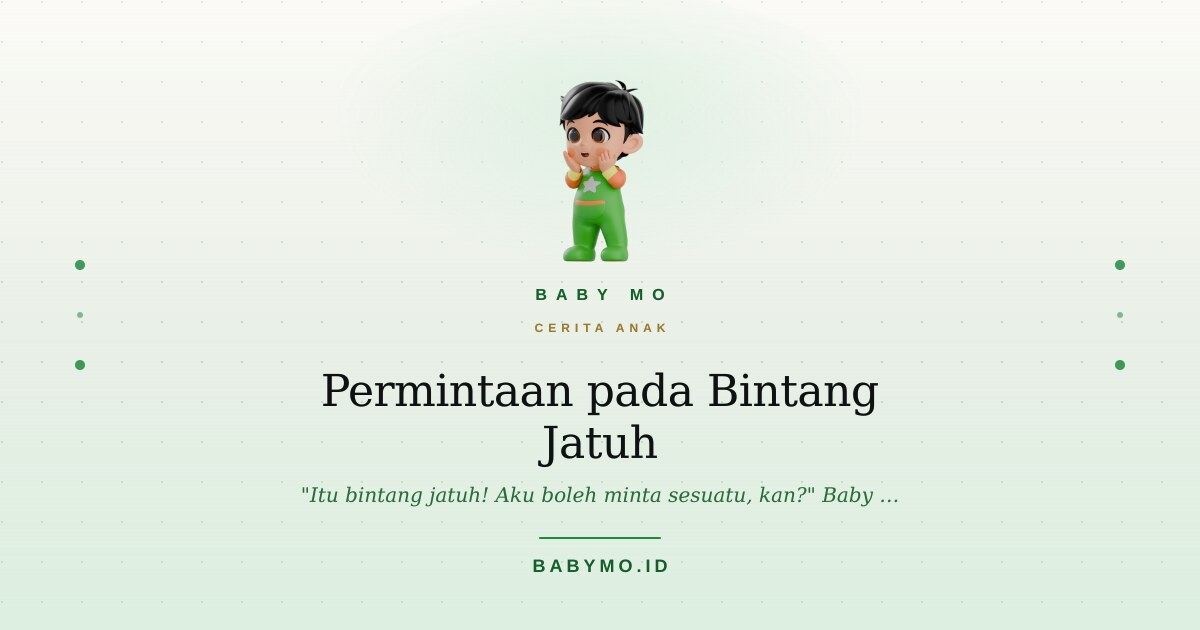 BABY MO
CERITA ANAK
Permintaan pada Bintang
Jatuh
"Itu bintang jatuh! Aku boleh minta sesuatu, kan?" Baby ...
BABYMO.ID